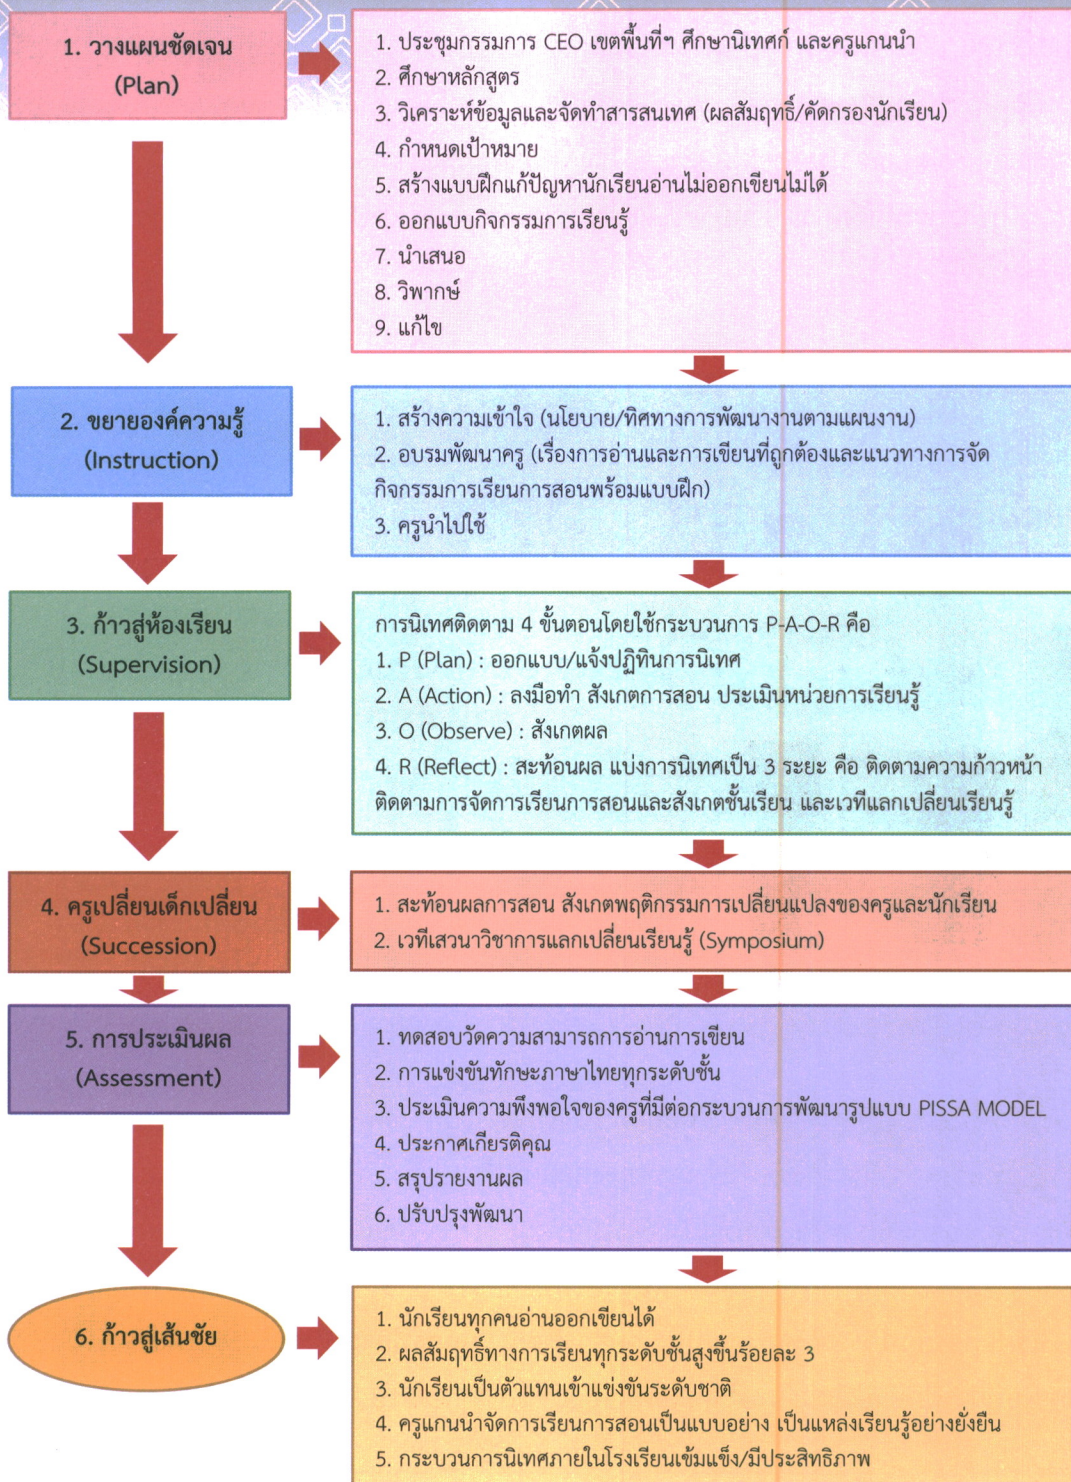 1. วางแผนชัดเจน
(Plan)
1. ประชุมกรรมการ CEO เขตพื้นที่ฯ ศึกษานิเทศก์ และครูแกนนำ
2. ศึกษาหลักสูตร
3. วิเคราะห์ข้อมูลและจัดทำสารสนเทศ (ผลสัมฤทธิ์/คัดกรองนักเรียน)
4. กำหนดเป้าหมาย
5. สร้างแบบฝึกแก้ปัญหานักเรียนอ่านไม่ออกเขียนไม่ได้
6. ออกแบบกิจกรรมการเรียนรู้
7. นำเสนอ
8. วิพากษ์
9. แก้ไข
2. ขยายองค์ความรู้
(Instruction)
1. สร้างความเข้าใจ (นโยบาย/ทิศทางการพัฒนางานตามแผนงาน)
2. อบรมพัฒนาครู (เรื่องการอ่านและการเขียนที่ถูกต้องและแนวทางการจัด
กิจกรรมการเรียนการสอนพร้อมแบบฝึก)
3. ครูนำไปใช้
3. ก้าวสู่ห้องเรียน
(Supervision)
การนิเทศติดตาม 4 ขั้นตอนโดยใช้กระบวนการ P-A-O-R คือ
1. P (Plan) : ออกแบบ/แจ้งปฏิทินการนิเทศ
2. A (Action) : ลงมือทำ สังเกตการสอน ประเมินหน่วยการเรียนรู้
3. O (Observe) : สังเกตผล
4. R (Reflect) : สะท้อนผล แบ่งการนิเทศเป็น 3 ระยะ คือ ติดตามความก้าวหน้า
ติดตามการจัดการเรียนการสอนและสังเกตชั้นเรียน และเวทีแลกเปลี่ยนเรียนรู้
4. ครูเปลี่ยนเด็กเปลี่ยน
(Succession)
1. สะท้อนผลการสอน สังเกตพฤติกรรมการเปลี่ยนแปลงของครูและนักเรียน
2. เวทีเสวนาวิชาการแลกเปลี่ยนเรียนรู้ (Symposium)
5. การประเมินผล
(Assessment)
1. ทดสอบวัดความสามารถการอ่านการเขียน
2. การแข่งขันทักษะภาษาไทยทุกระดับชั้น
3. ประเมินความพึงพอใจของครูที่มีต่อกระบวนการพัฒนารูปแบบ PISSA MODEL
4. ประกาศเกียรติคุณ
5. สรุปรายงานผล
6. ปรับปรุงพัฒนา
6. ก้าวสู่เส้นชัย
1. นักเรียนทุกคนอ่านออกเขียนได้
2. ผลสัมฤทธิ์ทางการเรียนทุกระดับชั้นสูงขึ้นร้อยละ 3
3. นักเรียนเป็นตัวแทนเข้าแข่งขันระดับชาติ
4. ครูแกนนำจัดการเรียนการสอนเป็นแบบอย่าง เป็นแหล่งเรียนรู้อย่างยั่งยืน
5. กระบวนการนิเทศภายในโรงเรียนเข้มแข็ง/มีประสิทธิภาพ